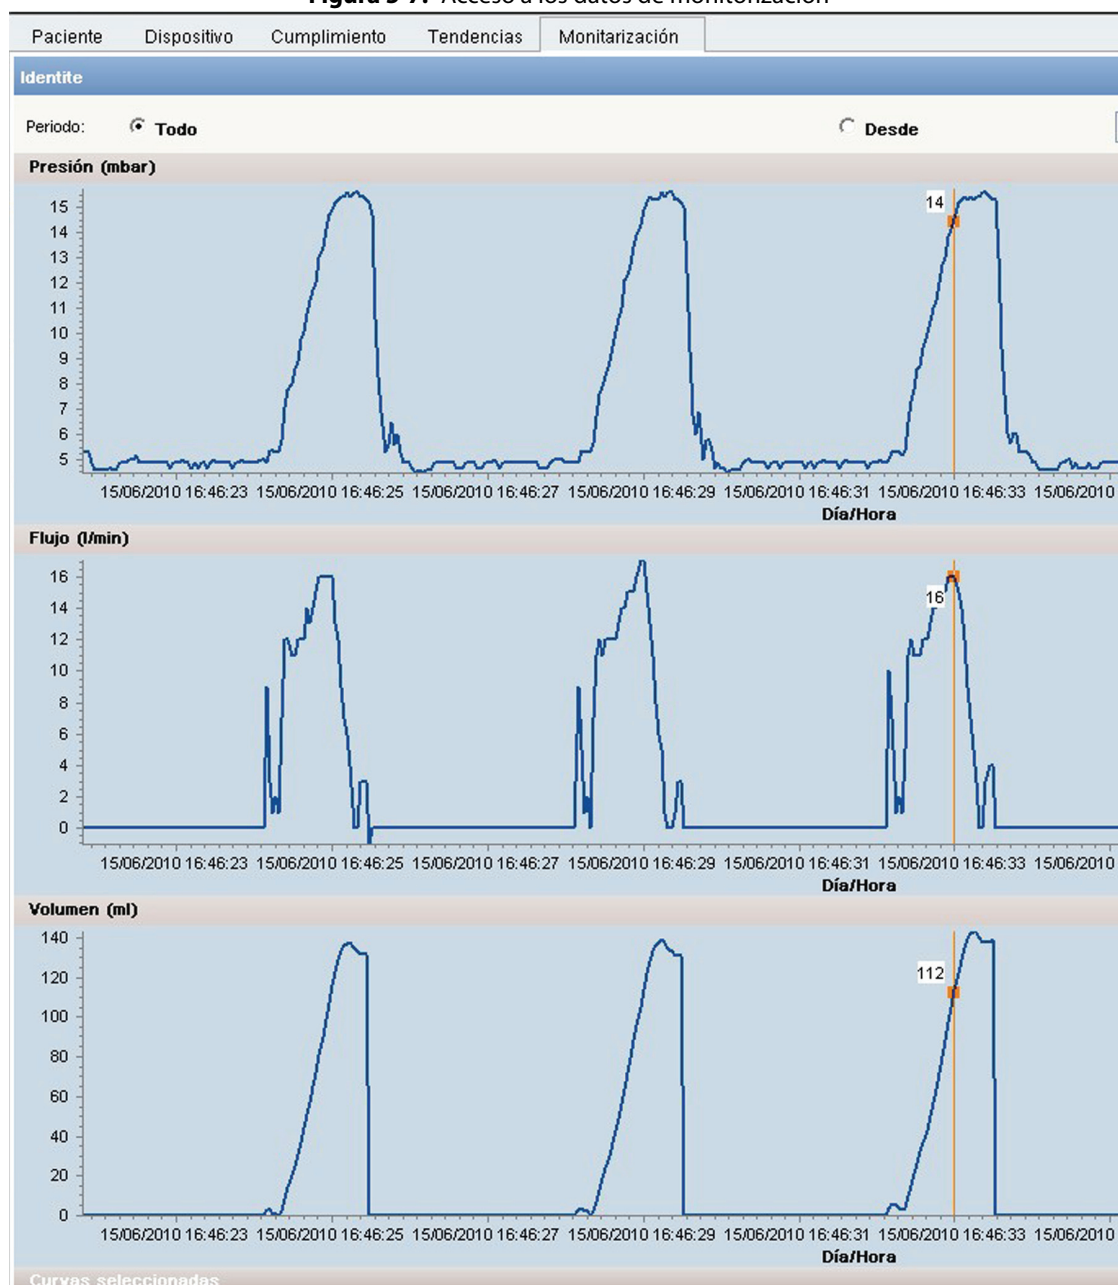 Figura 5-7. Acceso a los datos de monitorización
Paciente Dispositivo Cumplimiento Tendencias Monitarización
Identite
Periodo: Todo Desde
Presión (mbar)
15
14
13
12
11
10
9
8
7
6
5
14
15/06/2010 16:46:23 15/06/2010 16:46:25 15/06/2010 16:46:27 15/06/2010 16:46:29 15/06/2010 16:46:31 15/06/2010 16:46:33 15/06/2010
Día/Hora
Flujo (l/min)
16
14
12
10
8
6
4
2
0
16
15/06/2010 16:46:23 15/06/2010 16:46:25 15/06/2010 16:46:27 15/06/2010 16:46:29 15/06/2010 16:46:31 15/06/2010 16:46:33 15/06/2010
Día/Hora
Volumen (ml)
140
120
100
80
60
40
20
0
112
15/06/2010 16:46:23 15/06/2010 16:46:25 15/06/2010 16:46:27 15/06/2010 16:46:29 15/06/2010 16:46:31 15/06/2010 16:46:33 15/06/2010
Día/Hora
Curvas seleccionadas